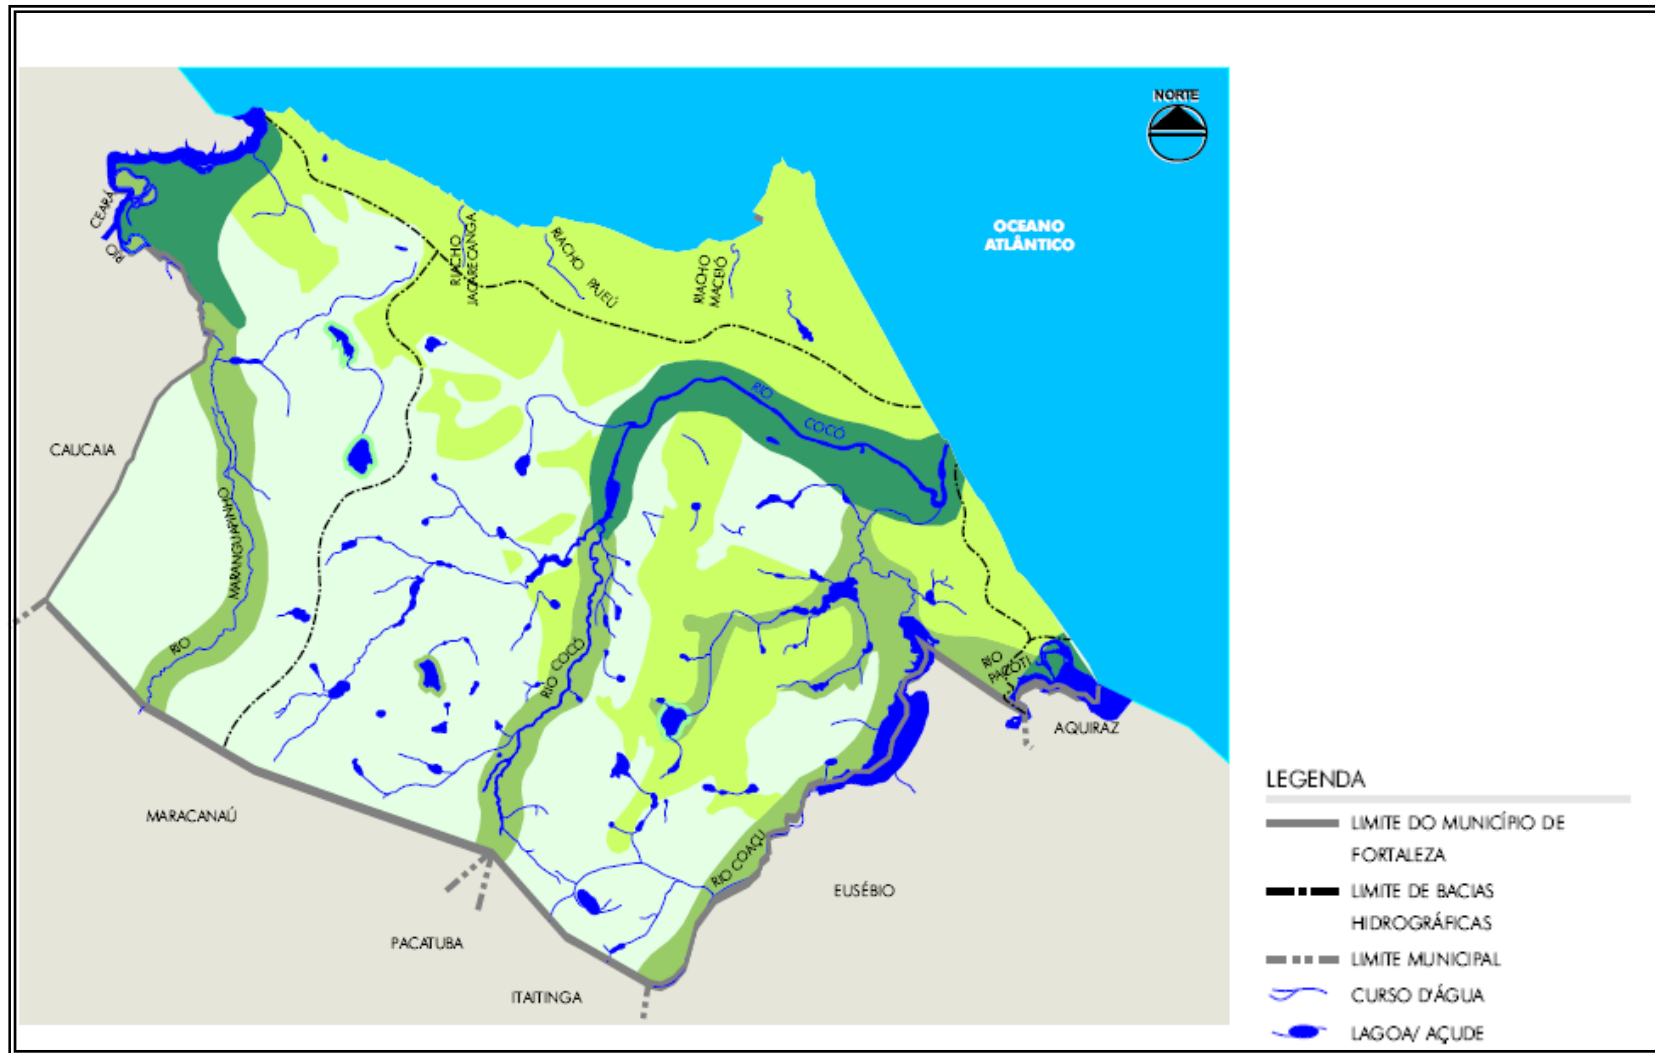 NORTE
OCEANO
ATLÂNTICO
RIO CEARÁ
RIACHO
JACARECANGA
RIACHO PAJEÚ
RIACHO
MACEIÓ
RIO COCÓ
CAUCAIA
RIO MARANGUAPINHO
RIO COCÓ
RIO
PACOTI
AQUIRAZ
MARACANAÚ
RIO COAÇU
EUSÉBIO
PACATUBA
ITAITINGA
LEGENDA
LIMITE DO MUNICÍPIO DE
FORTALEZA
LIMITE DE BACIAS
HIDROGRÁFICAS
LIMITE MUNICIPAL
CURSO D'ÁGUA
LAGOA/ AÇUDE